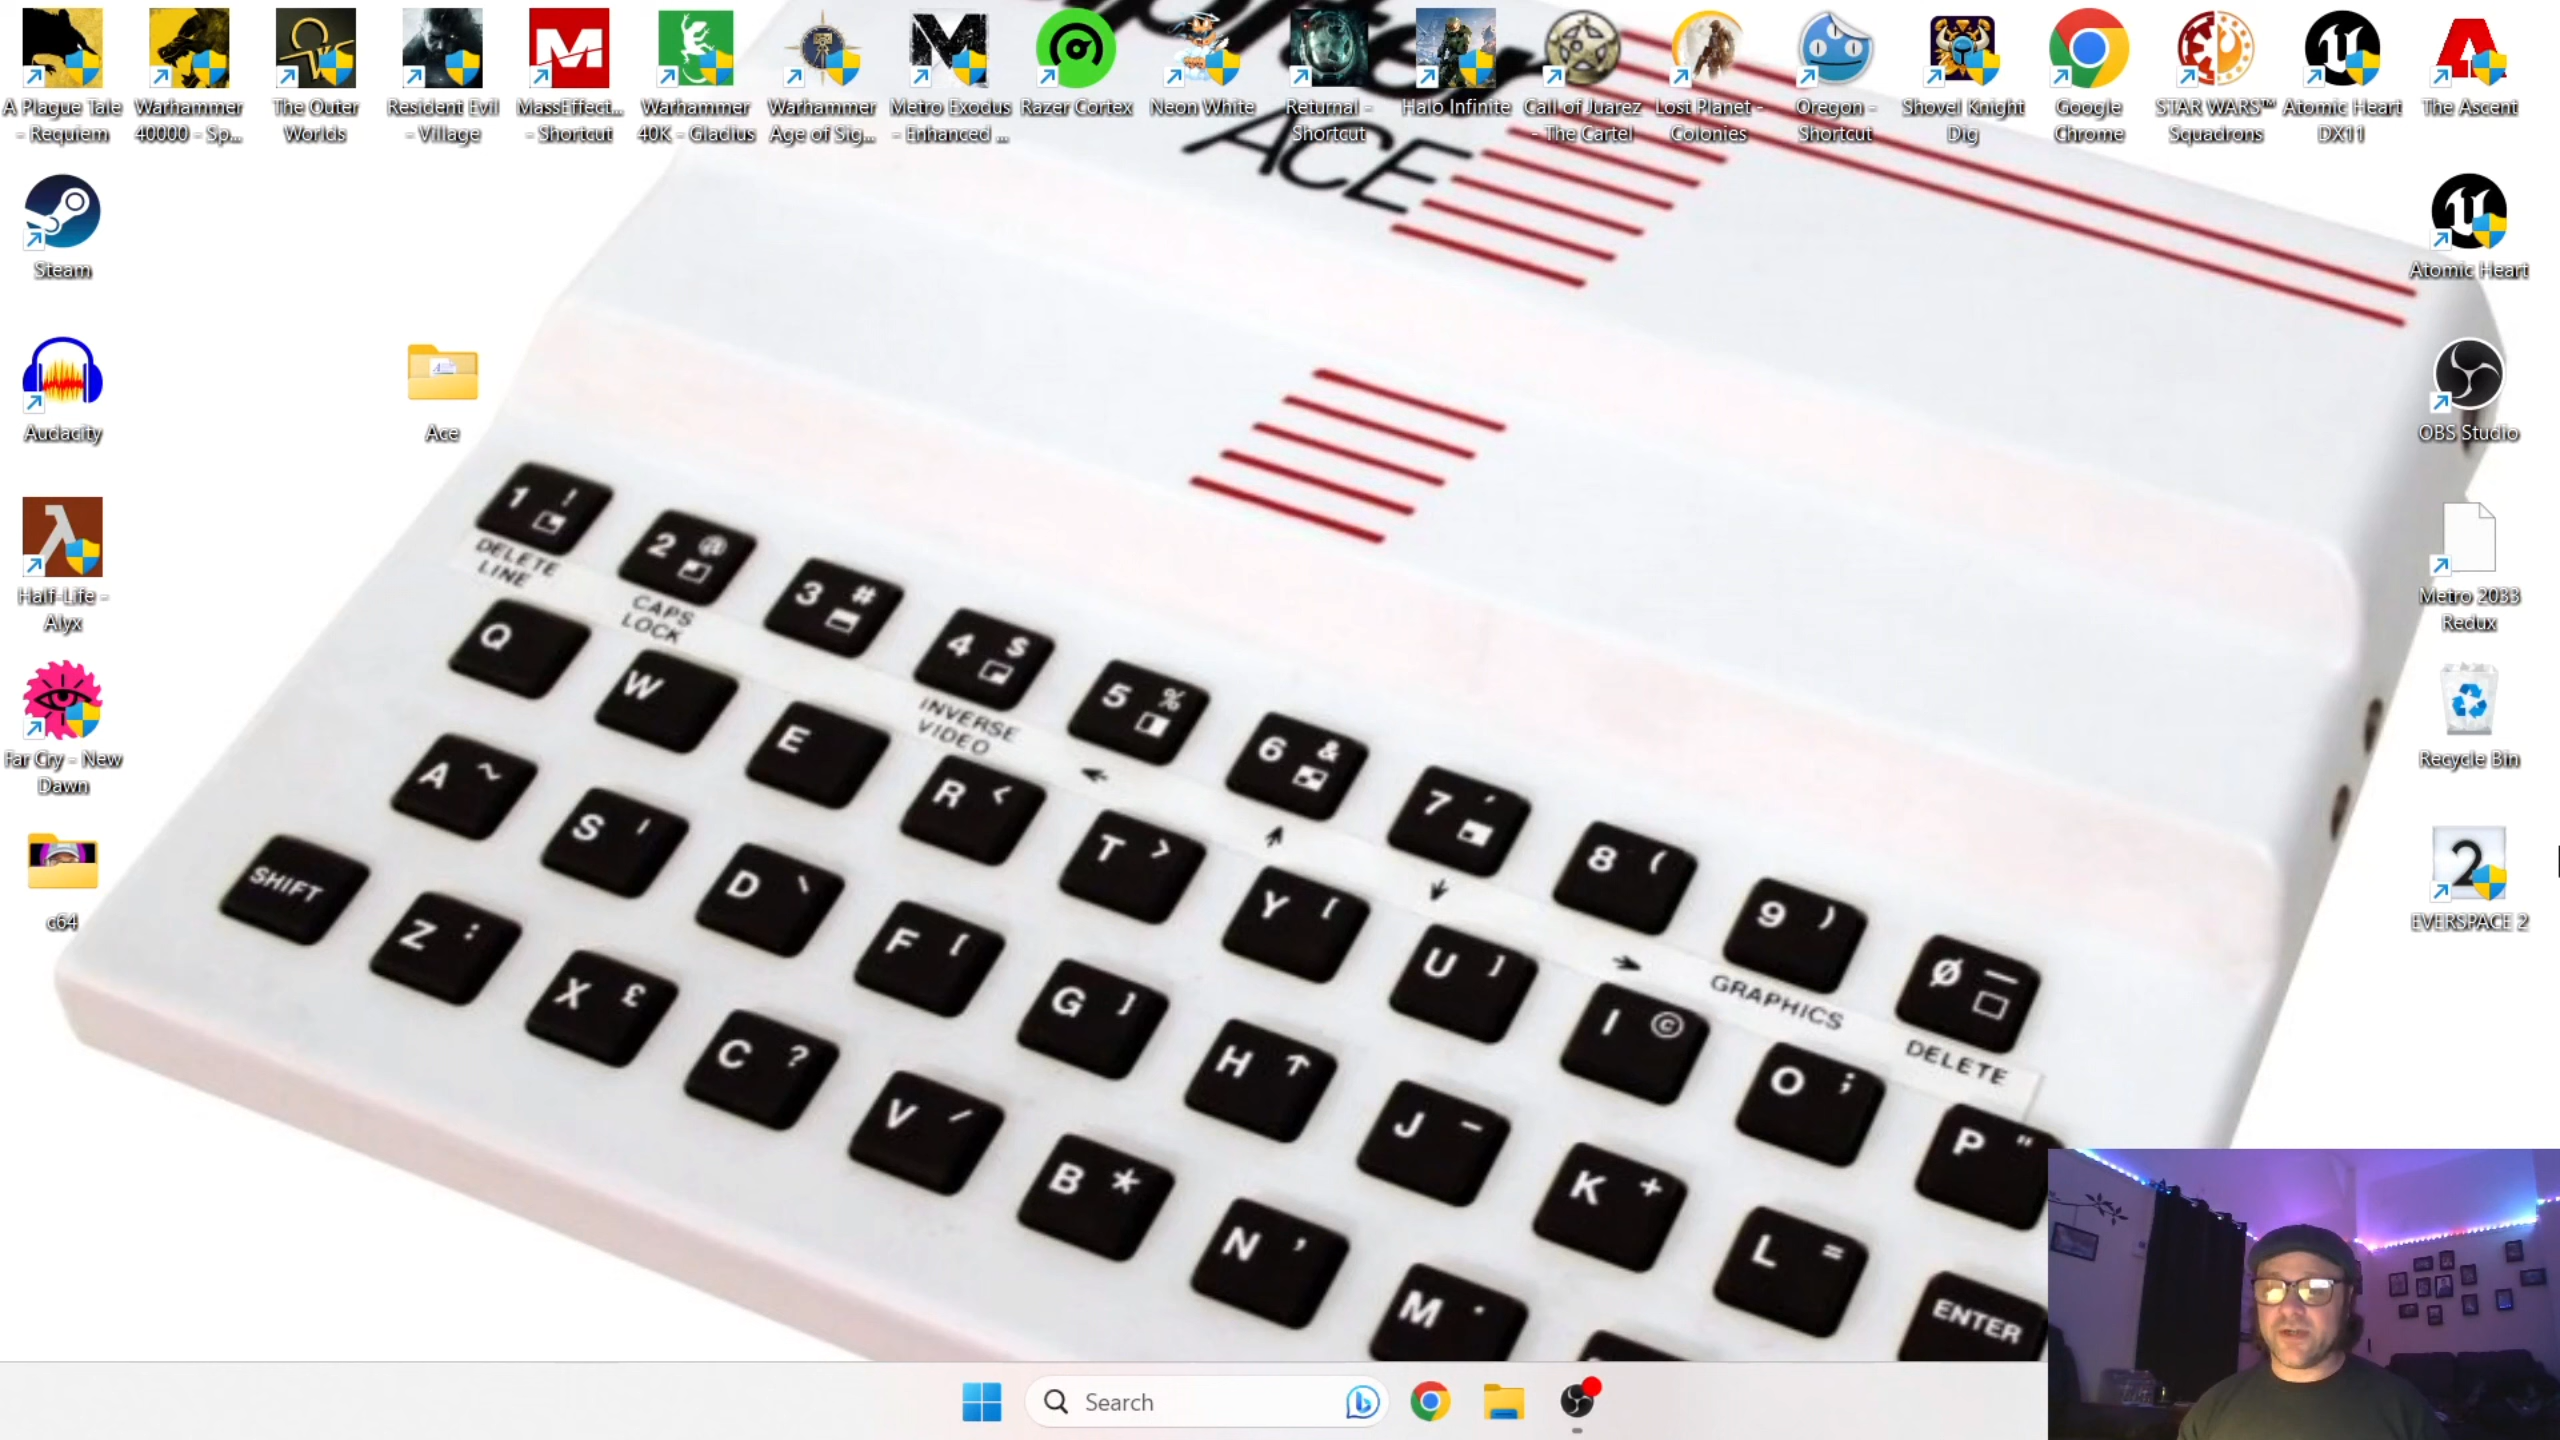 A Plague Tale
- Requiem
Warhammer
40000 - Sp...
The Outer
Worlds
Resident Evil
- Village
MassEffect...
- Shortcut
Warhammer
40K - Gladius
Warhammer
Age of Sig...
Metro Exodus
- Enhanced ...
Razer Cortex
Neon White
Returnal -
Shortcut
Halo Infinite
Call of Juarez
- The Cartel
Lost Planet -
Colonies
Oregon -
Shortcut
Shovel Knight
Dig
Google
Chrome
STAR WARS™
Squadrons
Atomic Heart
DX11
The Ascent
ACE
Steam
Atomic Heart
Audacity
Ace
OBS Studio
Half-Life -
Alyx
Metro 2033
Redux
Far Cry - New
Dawn
Recycle Bin
c64
EVERSPACE 2
1 !
2 @
3 #
4 $
5 %
6 &
7 '
8 (
9 )
Ø _
DELETE
LINE
CAPS
LOCK
INVERSE
VIDEO
GRAPHICS
DELETE
Q
W
E
R <
T >
Y [
U ]
I ©
O ;
P "
A ~
S |
D \
F {
G }
H ↑
J -
K +
L =
ENTER
SHIFT
Z :
X £
C ?
V /
B *
N ,
M .
Search